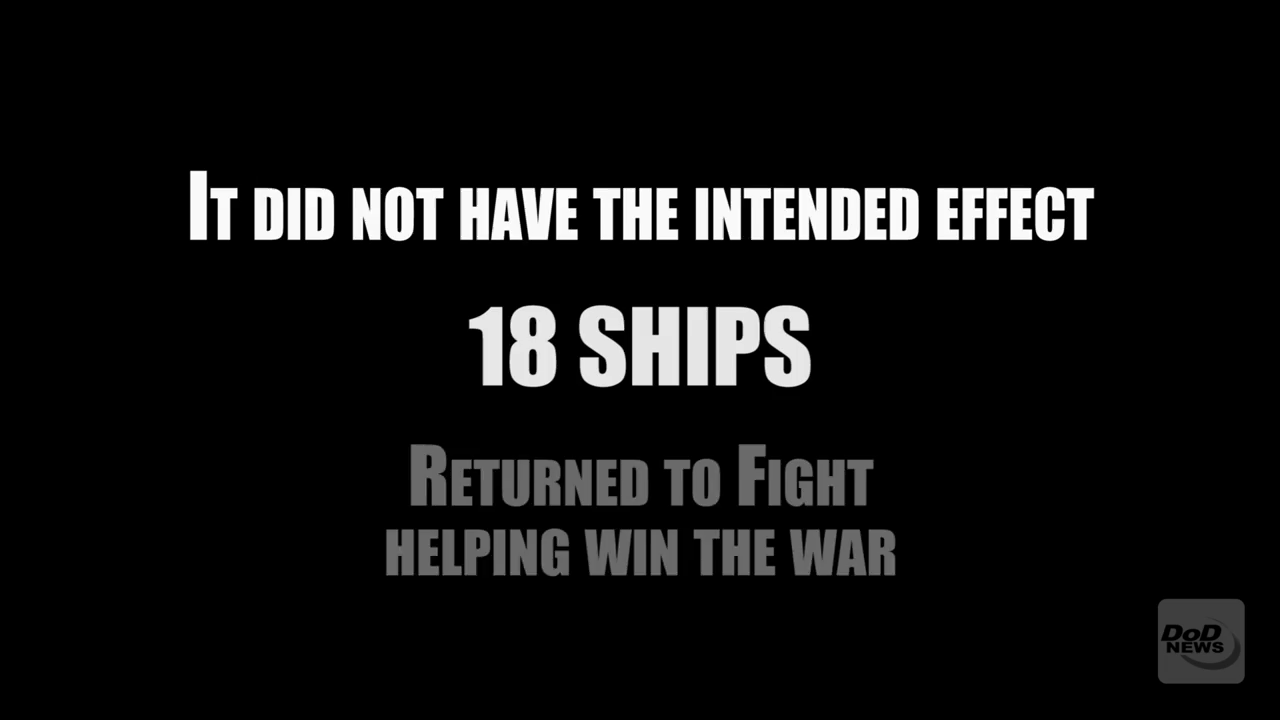 It did not have the intended effect
18 SHIPS
Returned to Fight
helping win the war
DoD
NEWS